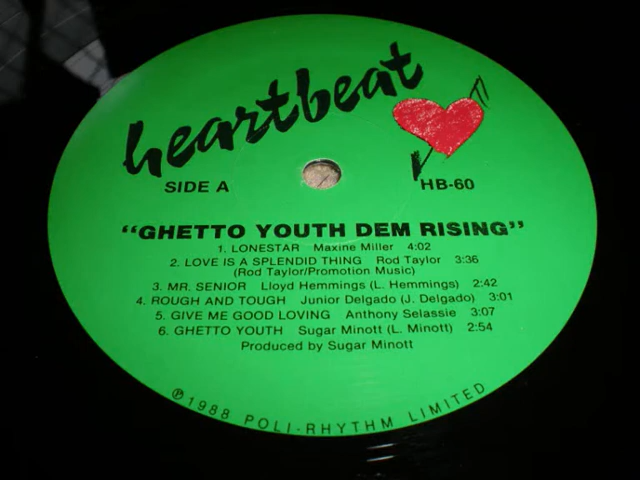 heartbeat
SIDE A
HB-60
"GHETTO YOUTH DEM RISING"
1. LONESTAR Maxine Miller 4:02
2. LOVE IS A SPLENDID THING Rod Taylor 3:36
(Rod Taylor/Promotion Music)
3. MR. SENIOR Lloyd Hemmings (L. Hemmings) 2:42
4. ROUGH AND TOUGH Junior Delgado (J. Delgado) 3:01
5. GIVE ME GOOD LOVING Anthony Selassie 3:07
6. GHETTO YOUTH Sugar Minott (L. Minott) 2:54
Produced by Sugar Minott
℗1988 POLI-RHYTHM LIMITED